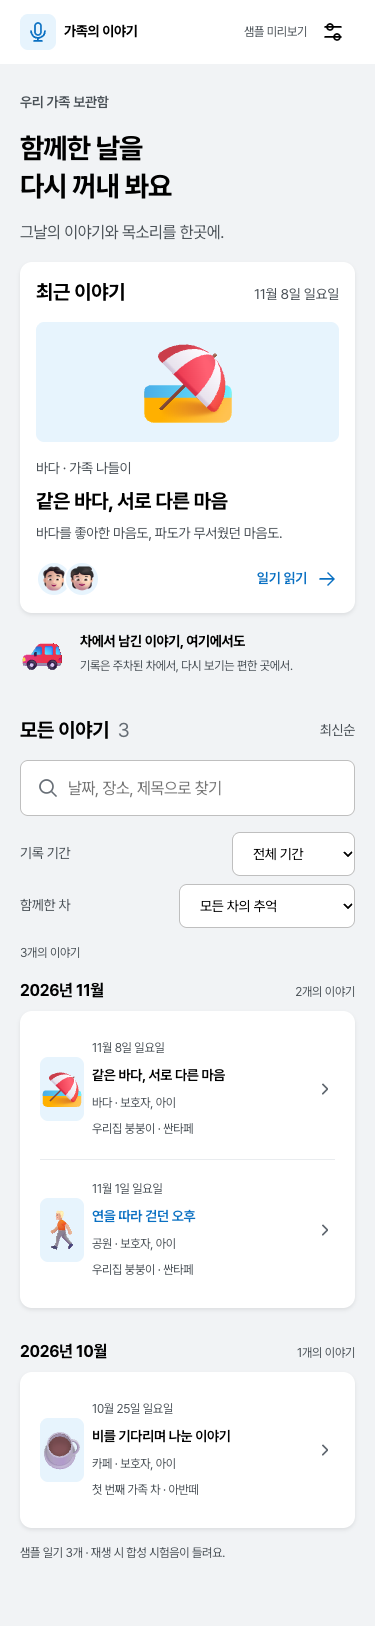 가족의 이야기
샘플 미리보기
우리 가족 보관함
함께한 날을
다시 꺼내 봐요
그날의 이야기와 목소리를 한곳에.
최근 이야기
11월 8일 일요일
바다 · 가족 나들이
같은 바다, 서로 다른 마음
바다를 좋아한 마음도, 파도가 무서웠던 마음도.
일기 읽기
차에서 남긴 이야기, 여기에서도
기록은 주차된 차에서, 다시 보기는 편한 곳에서.
모든 이야기 3
최신순
날짜, 장소, 제목으로 찾기
기록 기간
전체 기간
함께한 차
모든 차의 추억
3개의 이야기
2026년 11월
2개의 이야기
11월 8일 일요일
같은 바다, 서로 다른 마음
바다 · 보호자, 아이
우리집 붕붕이 · 싼타페
11월 1일 일요일
연을 따라 걷던 오후
공원 · 보호자, 아이
우리집 붕붕이 · 싼타페
2026년 10월
1개의 이야기
10월 25일 일요일
비를 기다리며 나눈 이야기
카페 · 보호자, 아이
첫 번째 가족 차 · 아반떼
샘플 일기 3개 · 재생 시 합성 시험음이 들려요.